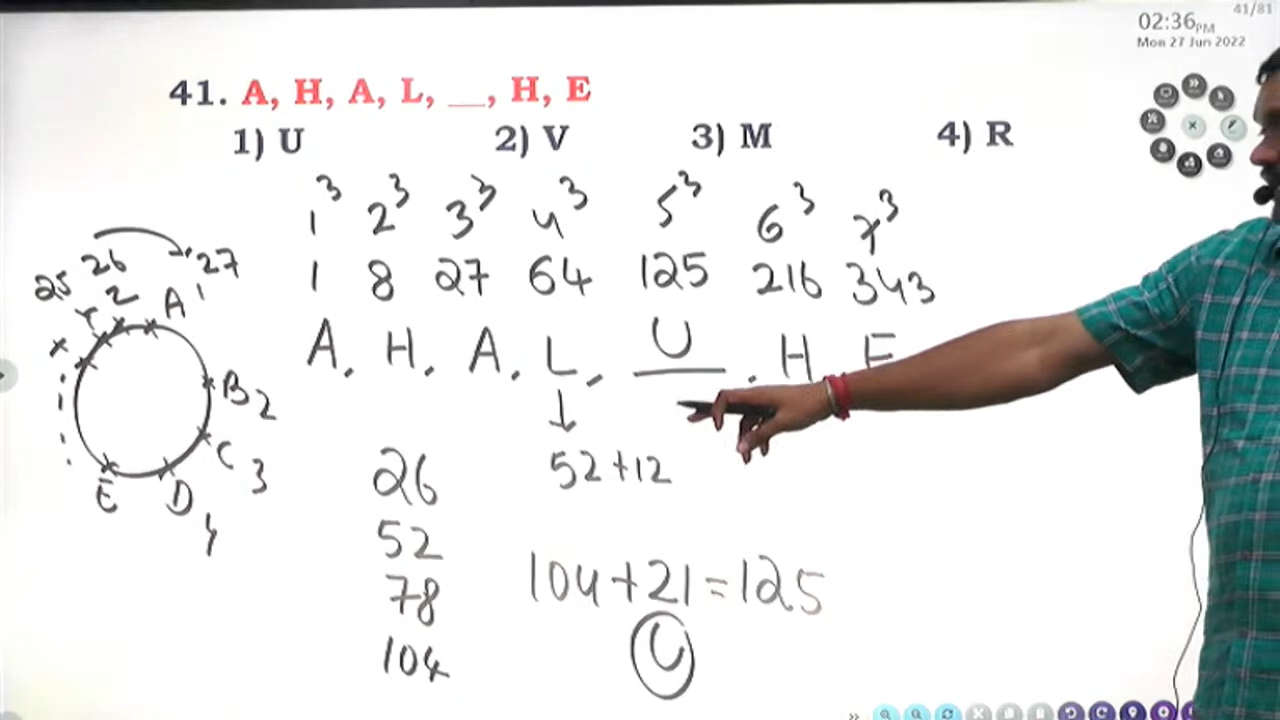 41/81
02:36PM
Mon 27 Jun 2022
41. A, H, A, L, __, H, E
1) U 2) V 3) M 4) R
1³ 2³ 3³ 4³ 5³ 6³ 7³
1 8 27 64 125 216 343
A, H, A, L, U, H E
25 26 27
Y Z A 1
X
B 2
C 3
D 4
E
↓
26 52+12
52
78 104+21=125
104 U